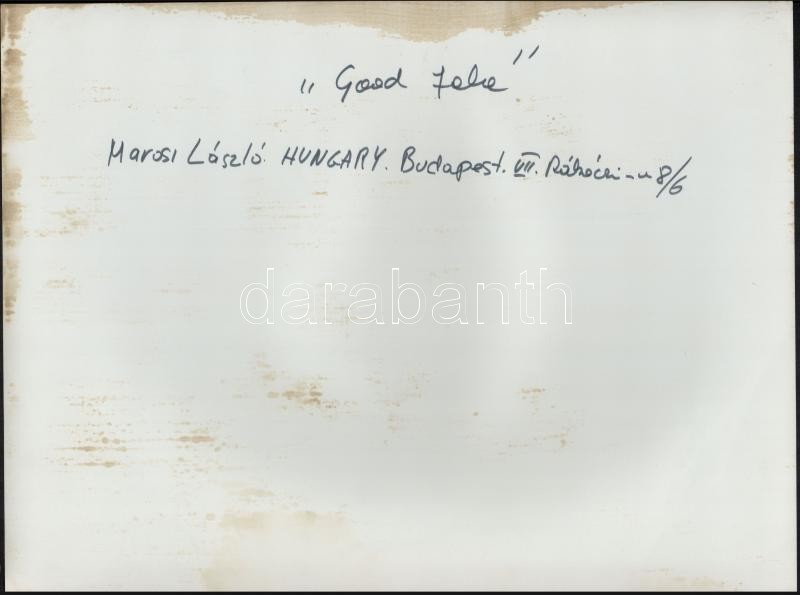 „Good Joke”
Marosi László. HUNGARY. Budapest. VII. Rákóczi-u 8/6
darabanth